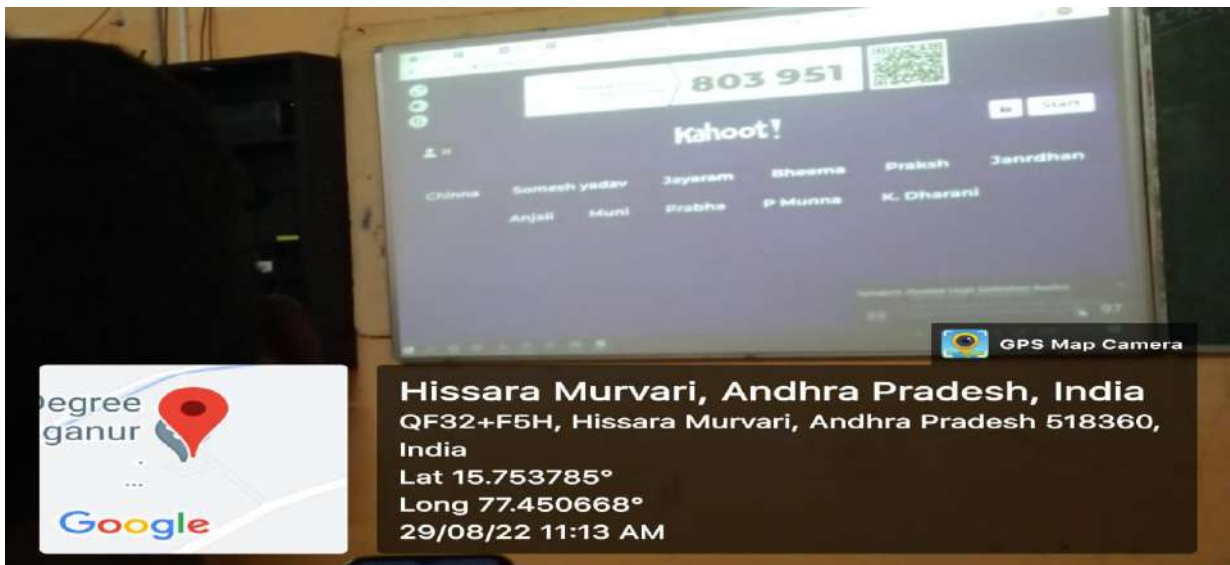 803 951
Kahoot!
Start
Chinna Somesh yadav Jayaram Bheema Praksh Janrdhan
Anjali Muni Prabha P Munna K. Dharani
97
GPS Map Camera
egree
ganur
...
Google
Hissara Murvari, Andhra Pradesh, India
QF32+F5H, Hissara Murvari, Andhra Pradesh 518360,
India
Lat 15.753785°
Long 77.450668°
29/08/22 11:13 AM